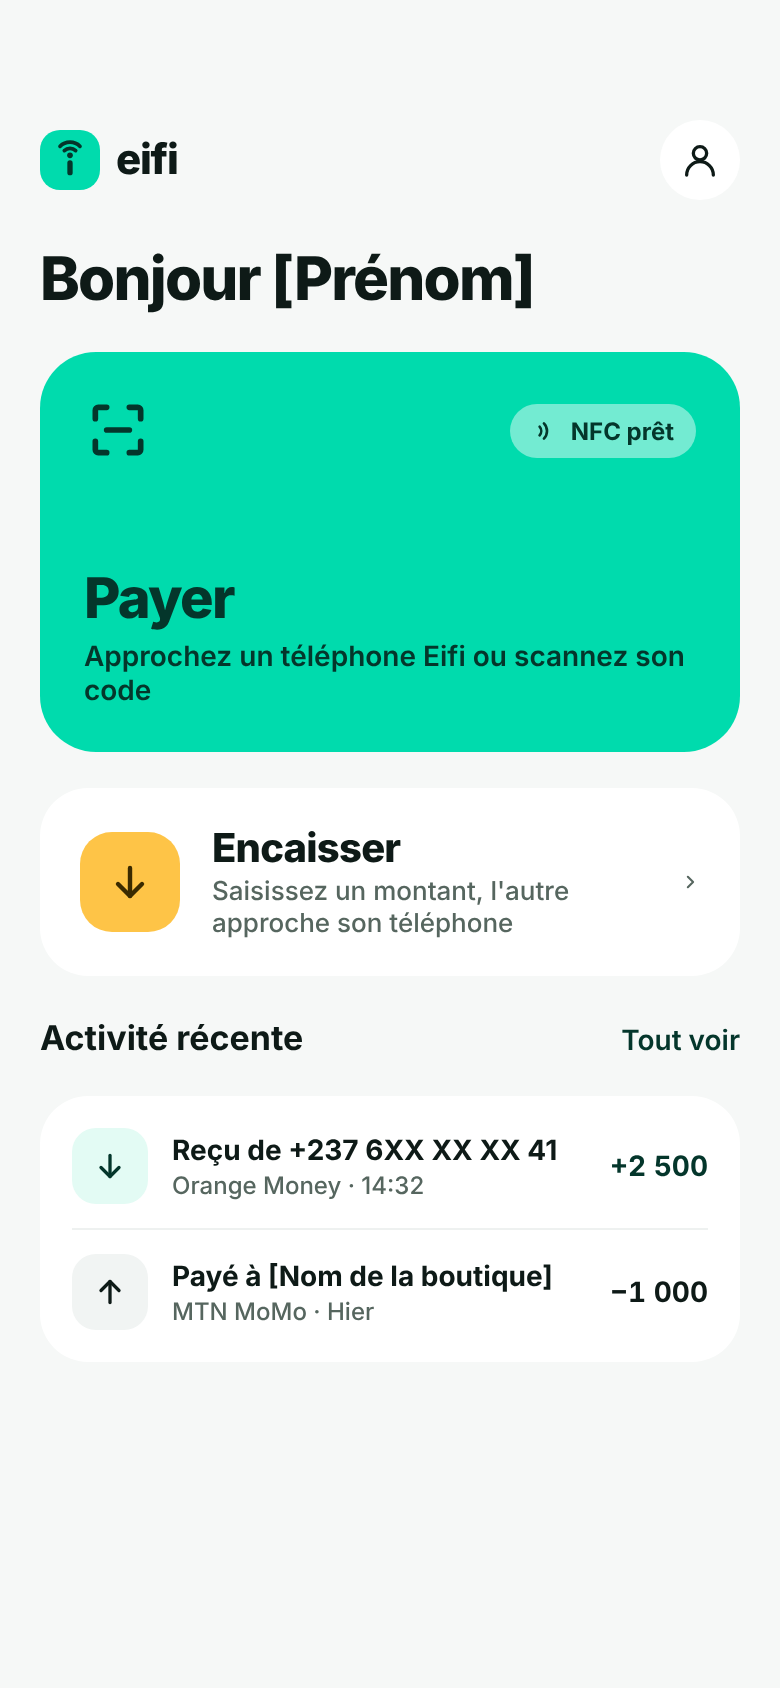 eifi
Bonjour [Prénom]
NFC prêt
Payer
Approchez un téléphone Eifi ou scannez son
code
Encaisser
Saisissez un montant, l'autre
approche son téléphone
Activité récente
Tout voir
Reçu de +237 6XX XX XX 41
Orange Money · 14:32
+2 500
Payé à [Nom de la boutique]
MTN MoMo · Hier
−1 000